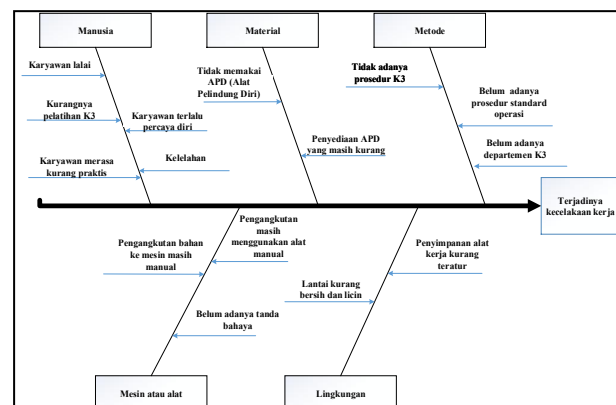 Manusia
Material
Metode
Karyawan lalai
Tidak memakai
APD (Alat
Pelindung Diri)
Tidak adanya
prosedur K3
Kurangnya
pelatihan K3
Karyawan terlalu
percaya diri
Belum adanya
prosedur standard
operasi
Karyawan merasa
kurang praktis
Kelelahan
Penyediaan APD
yang masih kurang
Belum adanya
departemen K3
Terjadinya
kecelakaan kerja
Pengangkutan bahan
ke mesin masih
manual
Pengangkutan
masih
menggunakan alat
manual
Penyimpanan alat
kerja kurang
teratur
Lantai kurang
bersih dan licin
Belum adanya tanda
bahaya
Mesin atau alat
Lingkungan